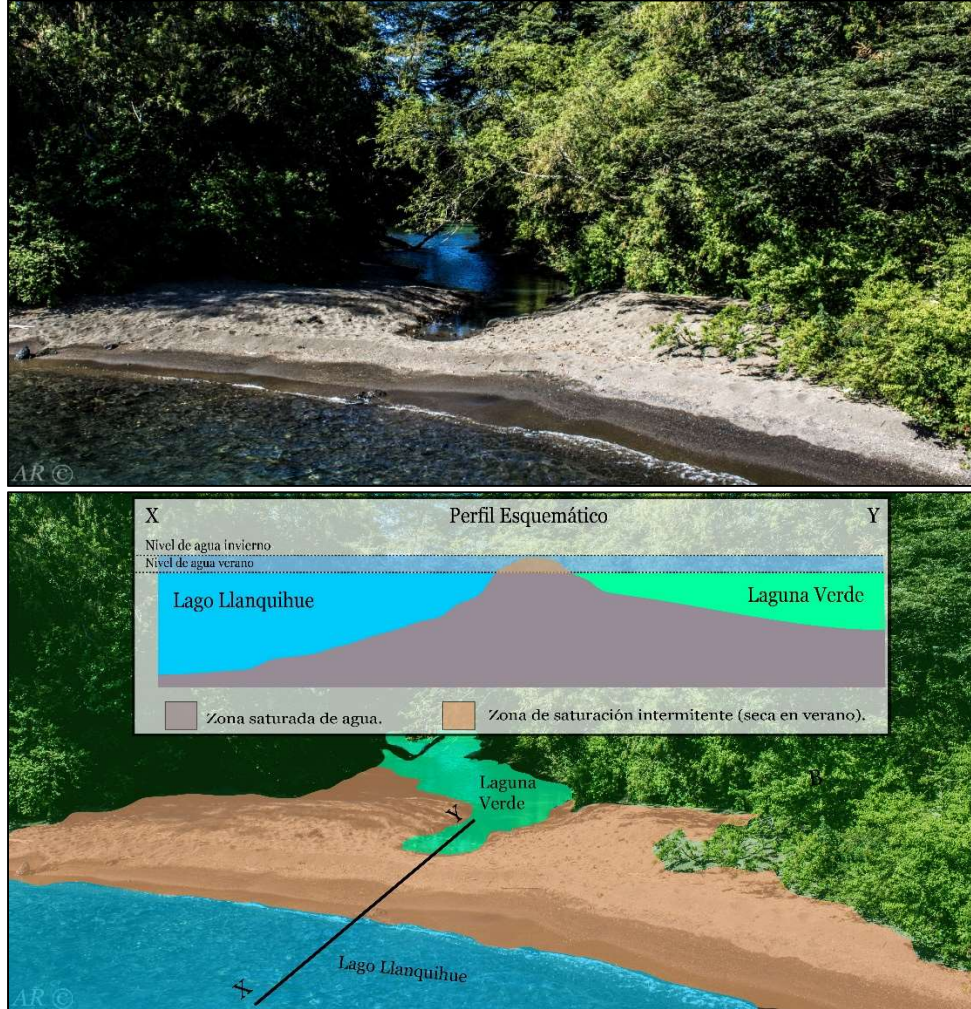 AR ©
X
Perfil Esquemático
Y
Nivel de agua invierno
Nivel de agua verano
Lago Llanquihue
Laguna Verde
Zona saturada de agua.
Zona de saturación intermitente (seca en verano).
E
Laguna
Verde
Y
Lago Llanquihue
X
AR ©